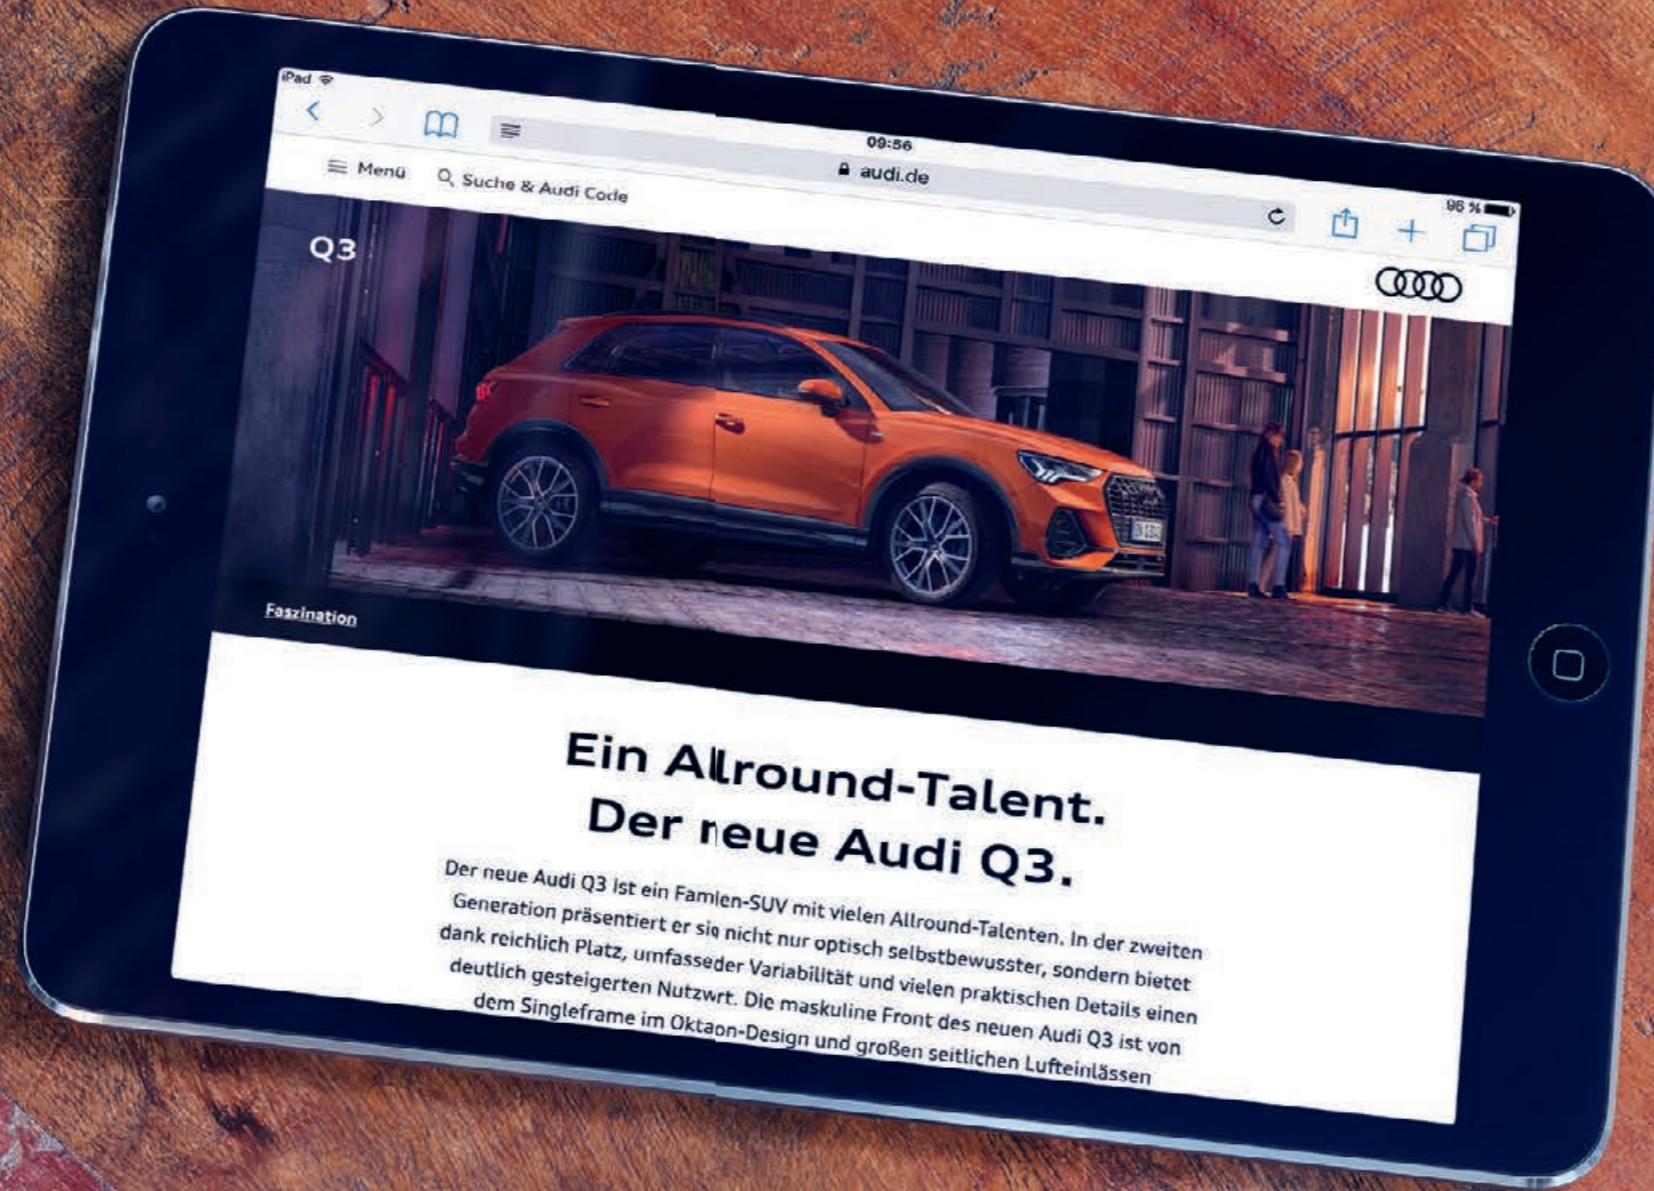 iPad
09:56
96 %
audi.de
Menü
Suche & Audi Code
Q3
Faszination
Ein Allround-Talent.
Der neue Audi Q3.
Der neue Audi Q3 ist ein Famlen-SUV mit vielen Allround-Talenten. In der zweiten
Generation präsentiert er sic nicht nur optisch selbstbewusster, sondern bietet
dank reichlich Platz, umfasseder Variabilität und vielen praktischen Details einen
deutlich gesteigerten Nutzwrt. Die maskuline Front des neuen Audi Q3 ist von
dem Singleframe im Oktaon-Design und großen seitlichen Lufteinlässen